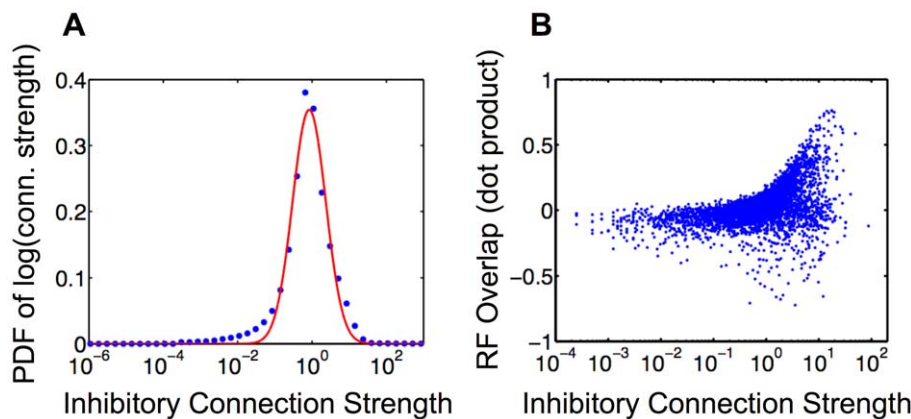 A
PDF of log(conn. strength)
0.4
0.3
0.2
0.1
0
10^-6 10^-4 10^-2 10^0 10^2
Inhibitory Connection Strength
B
RF Overlap (dot product)
1
0.5
0
-0.5
-1
10^-4 10^-3 10^-2 10^-1 10^0 10^1 10^2
Inhibitory Connection Strength